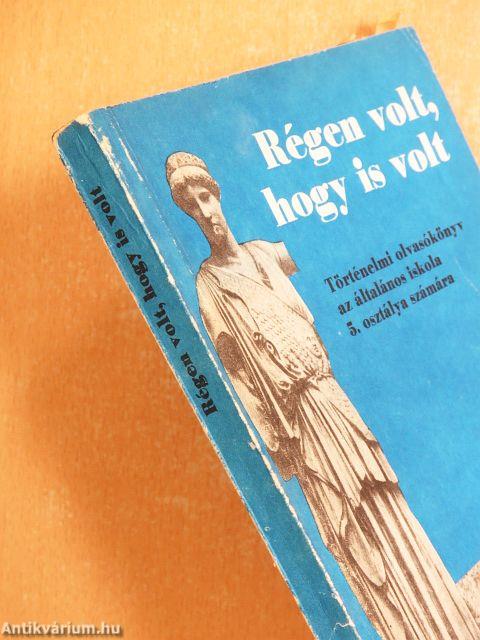 Régen volt,
hogy is volt
Történelmi olvasókönyv
az általános iskola
5. osztálya számára
Régen volt, hogy is volt
Antikvárium.hu